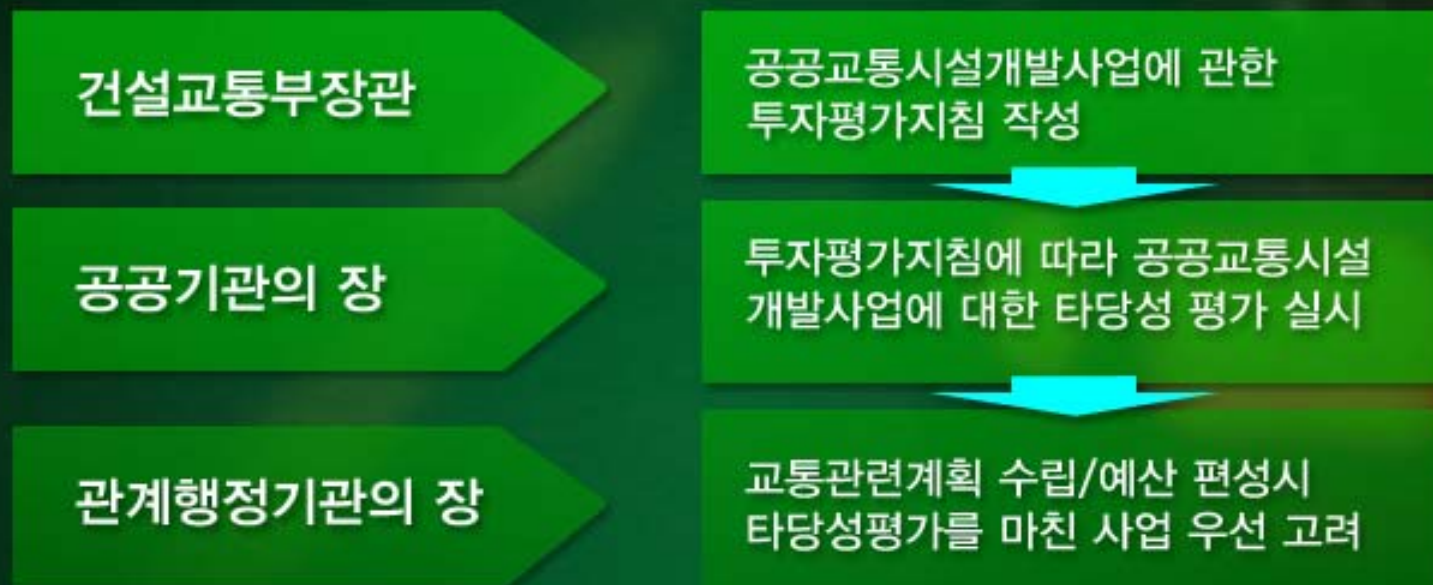 건설교통부장관
공공교통시설개발사업에 관한
투자평가지침 작성
공공기관의 장
투자평가지침에 따라 공공교통시설
개발사업에 대한 타당성 평가 실시
관계행정기관의 장
교통관련계획 수립/예산 편성시
타당성평가를 마친 사업 우선 고려